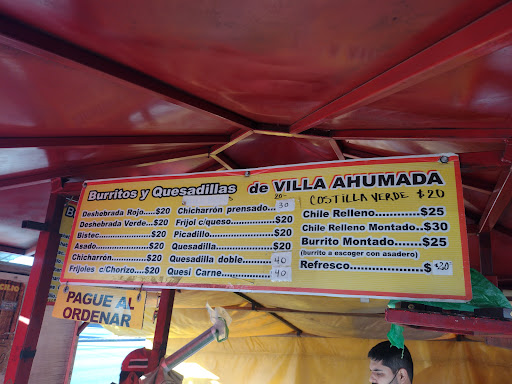 Burritos y Quesadillas de VILLA AHUMADA
COSTILLA VERDE $20
Deshebrada Rojo.....$20
Deshebrada Verde...$20
Bistec.....$20
Asado.....$20
Chicharrón.....$20
Frijoles c/Chorizo....$20
20-
Chicharrón prensado... 30
Frijol c/queso.....$20
Picadillo.....$20
Quesadilla.....$20
Quesadilla doble..... 40
Quesi Carne..... 40
Chile Relleno.....$25
Chile Relleno Montado..$30
Burrito Montado.....$25
(burrito a escoger con asadero)
Refresco.....$ $20
PAGUE AL
ORDENAR